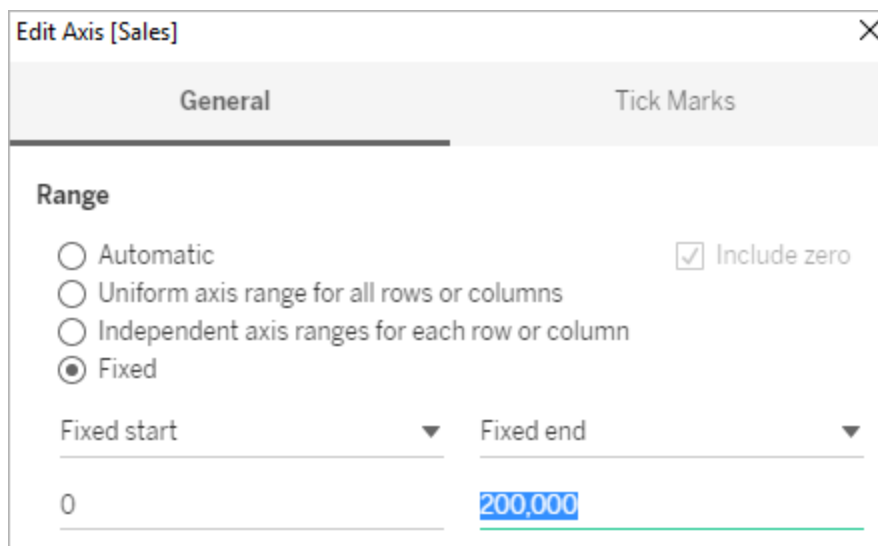 Edit Axis [Sales]
General Tick Marks
Range
Automatic Include zero
Uniform axis range for all rows or columns
Independent axis ranges for each row or column
Fixed
Fixed start Fixed end
0 200,000